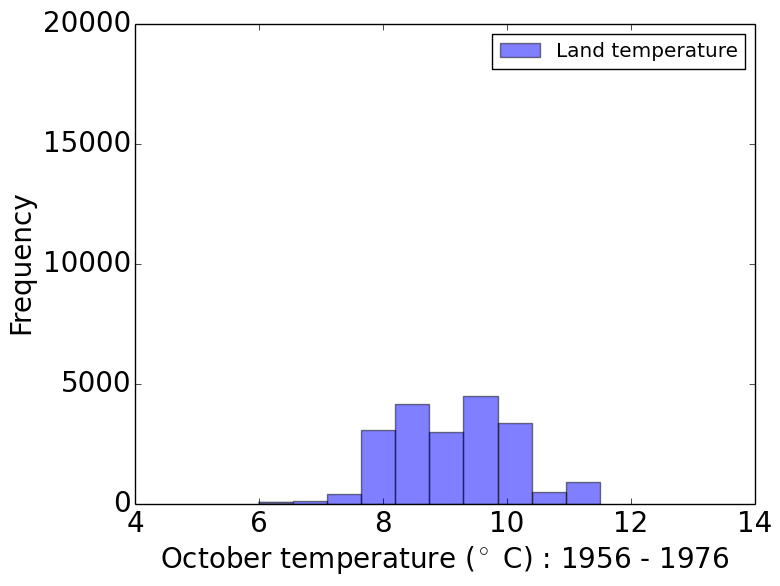 20000
15000
10000
5000
0
Frequency
Land temperature
4 6 8 10 12 14
October temperature (° C) : 1956 - 1976